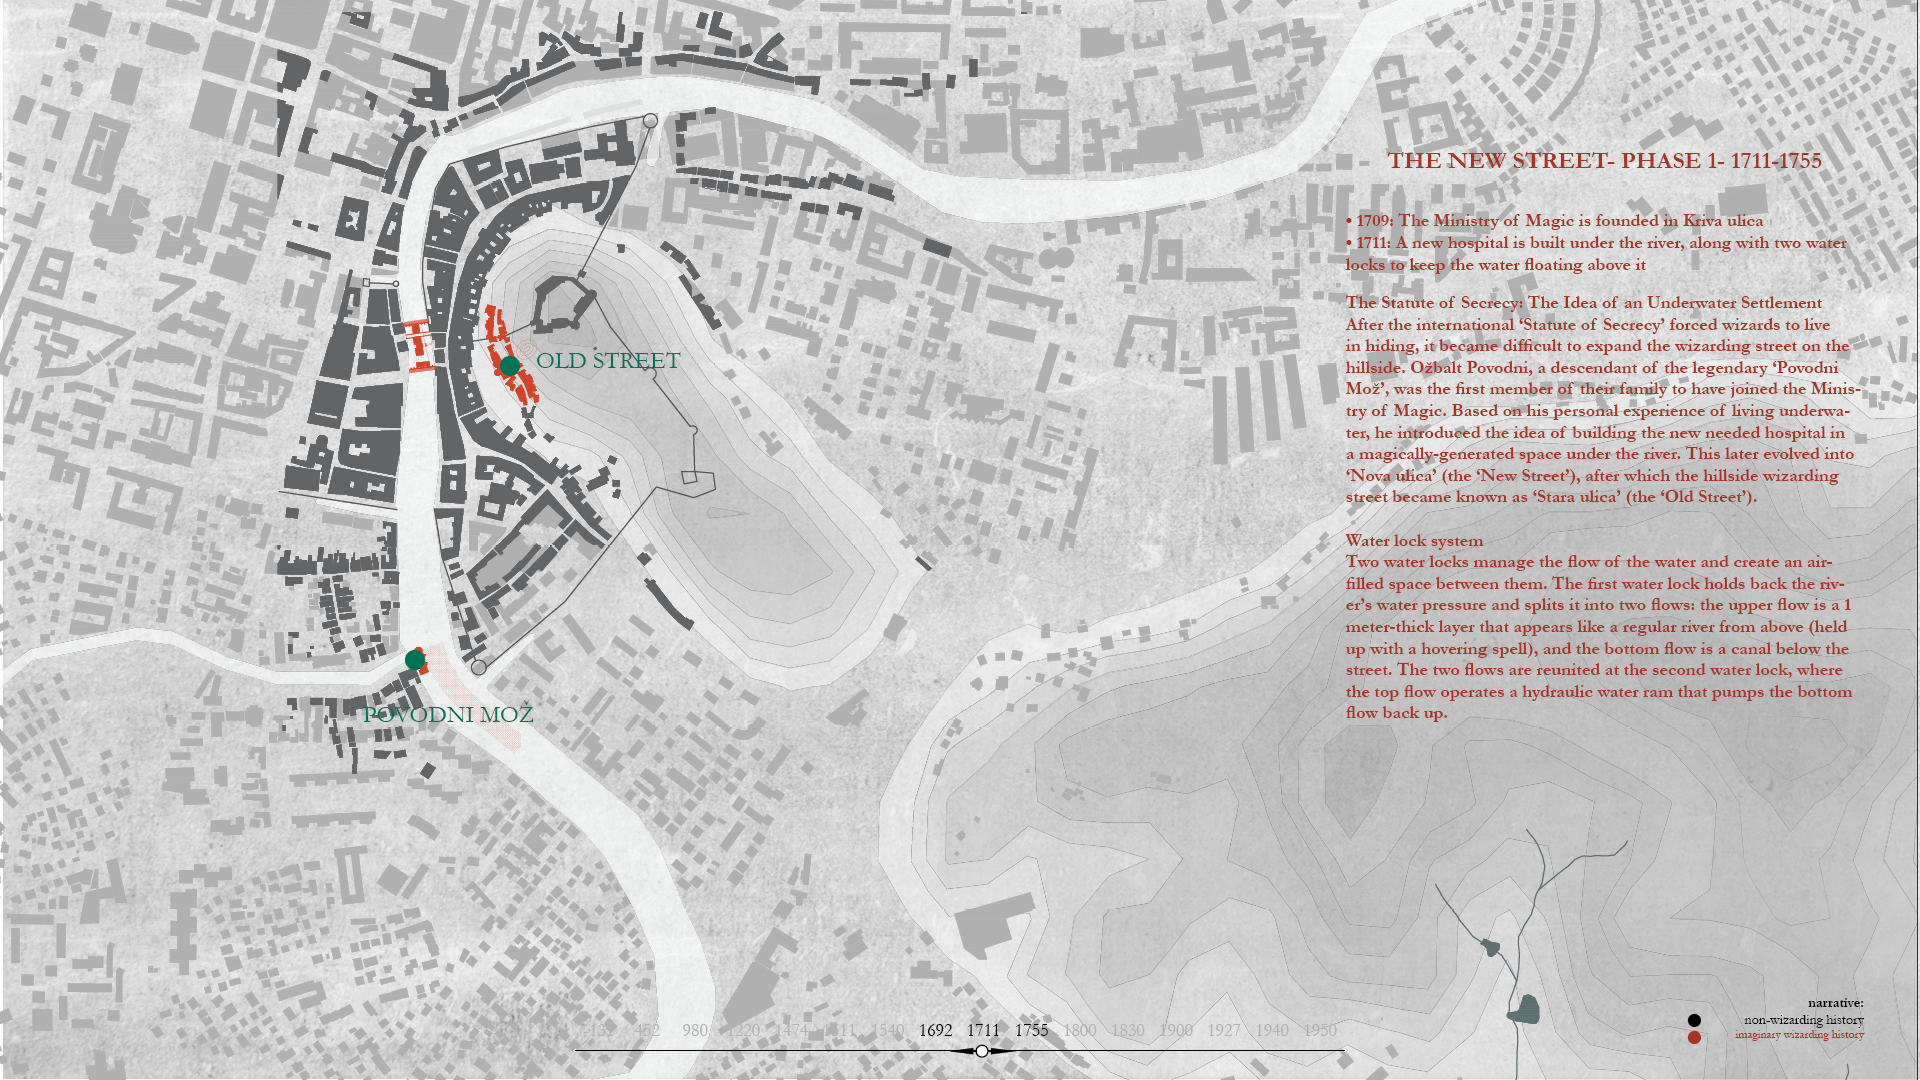 THE NEW STREET- PHASE 1- 1711-1755
• 1709: The Ministry of Magic is founded in Kriva ulica
• 1711: A new hospital is built under the river, along with two water
locks to keep the water floating above it
The Statute of Secrecy: The Idea of an Underwater Settlement
After the international ‘Statute of Secrecy’ forced wizards to live
in hiding, it became difficult to expand the wizarding street on the
hillside. Ožbalt Povodni, a descendant of the legendary ‘Povodni
Mož’, was the first member of their family to have joined the Minis-
try of Magic. Based on his personal experience of living underwa-
ter, he introduced the idea of building the new needed hospital in
a magically-generated space under the river. This later evolved into
‘Nova ulica’ (the ‘New Street’), after which the hillside wizarding
street became known as ‘Stara ulica’ (the ‘Old Street’).
Water lock system
Two water locks manage the flow of the water and create an air-
filled space between them. The first water lock holds back the riv-
er’s water pressure and splits it into two flows: the upper flow is a 1
meter-thick layer that appears like a regular river from above (held
up with a hovering spell), and the bottom flow is a canal below the
street. The two flows are reunited at the second water lock, where
the top flow operates a hydraulic water ram that pumps the bottom
flow back up.
OLD STREET
POVODNI MOŽ
452 980 1220 1474 1511 1540 1692 1711 1755 1800 1830 1900 1927 1940 1950
narrative:
non-wizarding history
imaginary wizarding history